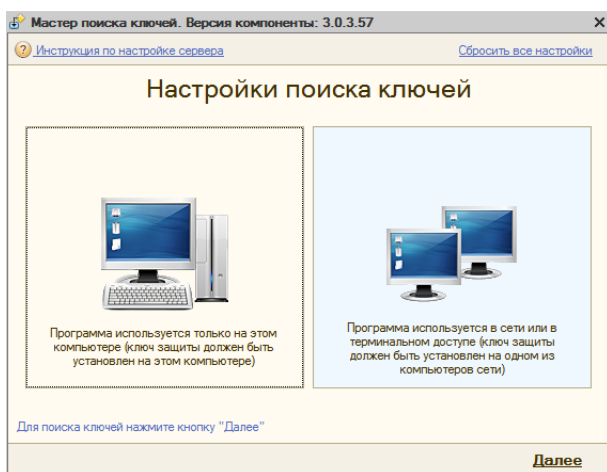 Мастер поиска ключей. Версия компоненты: 3.0.3.57
Инструкция по настройке сервера
Сбросить все настройки
Настройки поиска ключей
Программа используется только на этом
компьютере (ключ защиты должен быть
установлен на этом компьютере)
Программа используется в сети или в
терминальном доступе (ключ защиты
должен быть установлен на одном из
компьютеров сети)
Для поиска ключей нажмите кнопку "Далее"
Далее